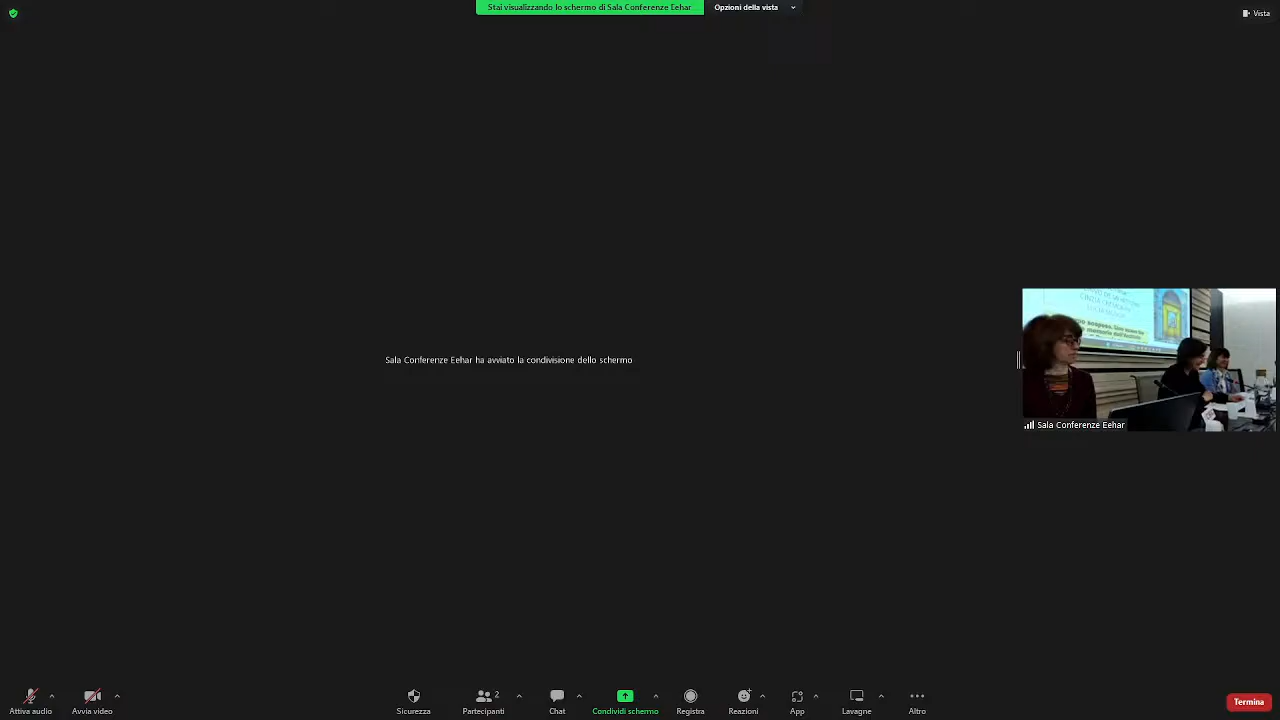 Stai visualizzando lo schermo di Sala Conferenze Eehar
Opzioni della vista
Vista
Sala Conferenze Eehar ha avviato la condivisione dello schermo
CINZIA
Sala Conferenze Eehar
2
Attiva audio
Avvia video
Sicurezza
Partecipanti
Chat
Condividi schermo
Registra
Reazioni
App
Lavagne
Altro
Termina